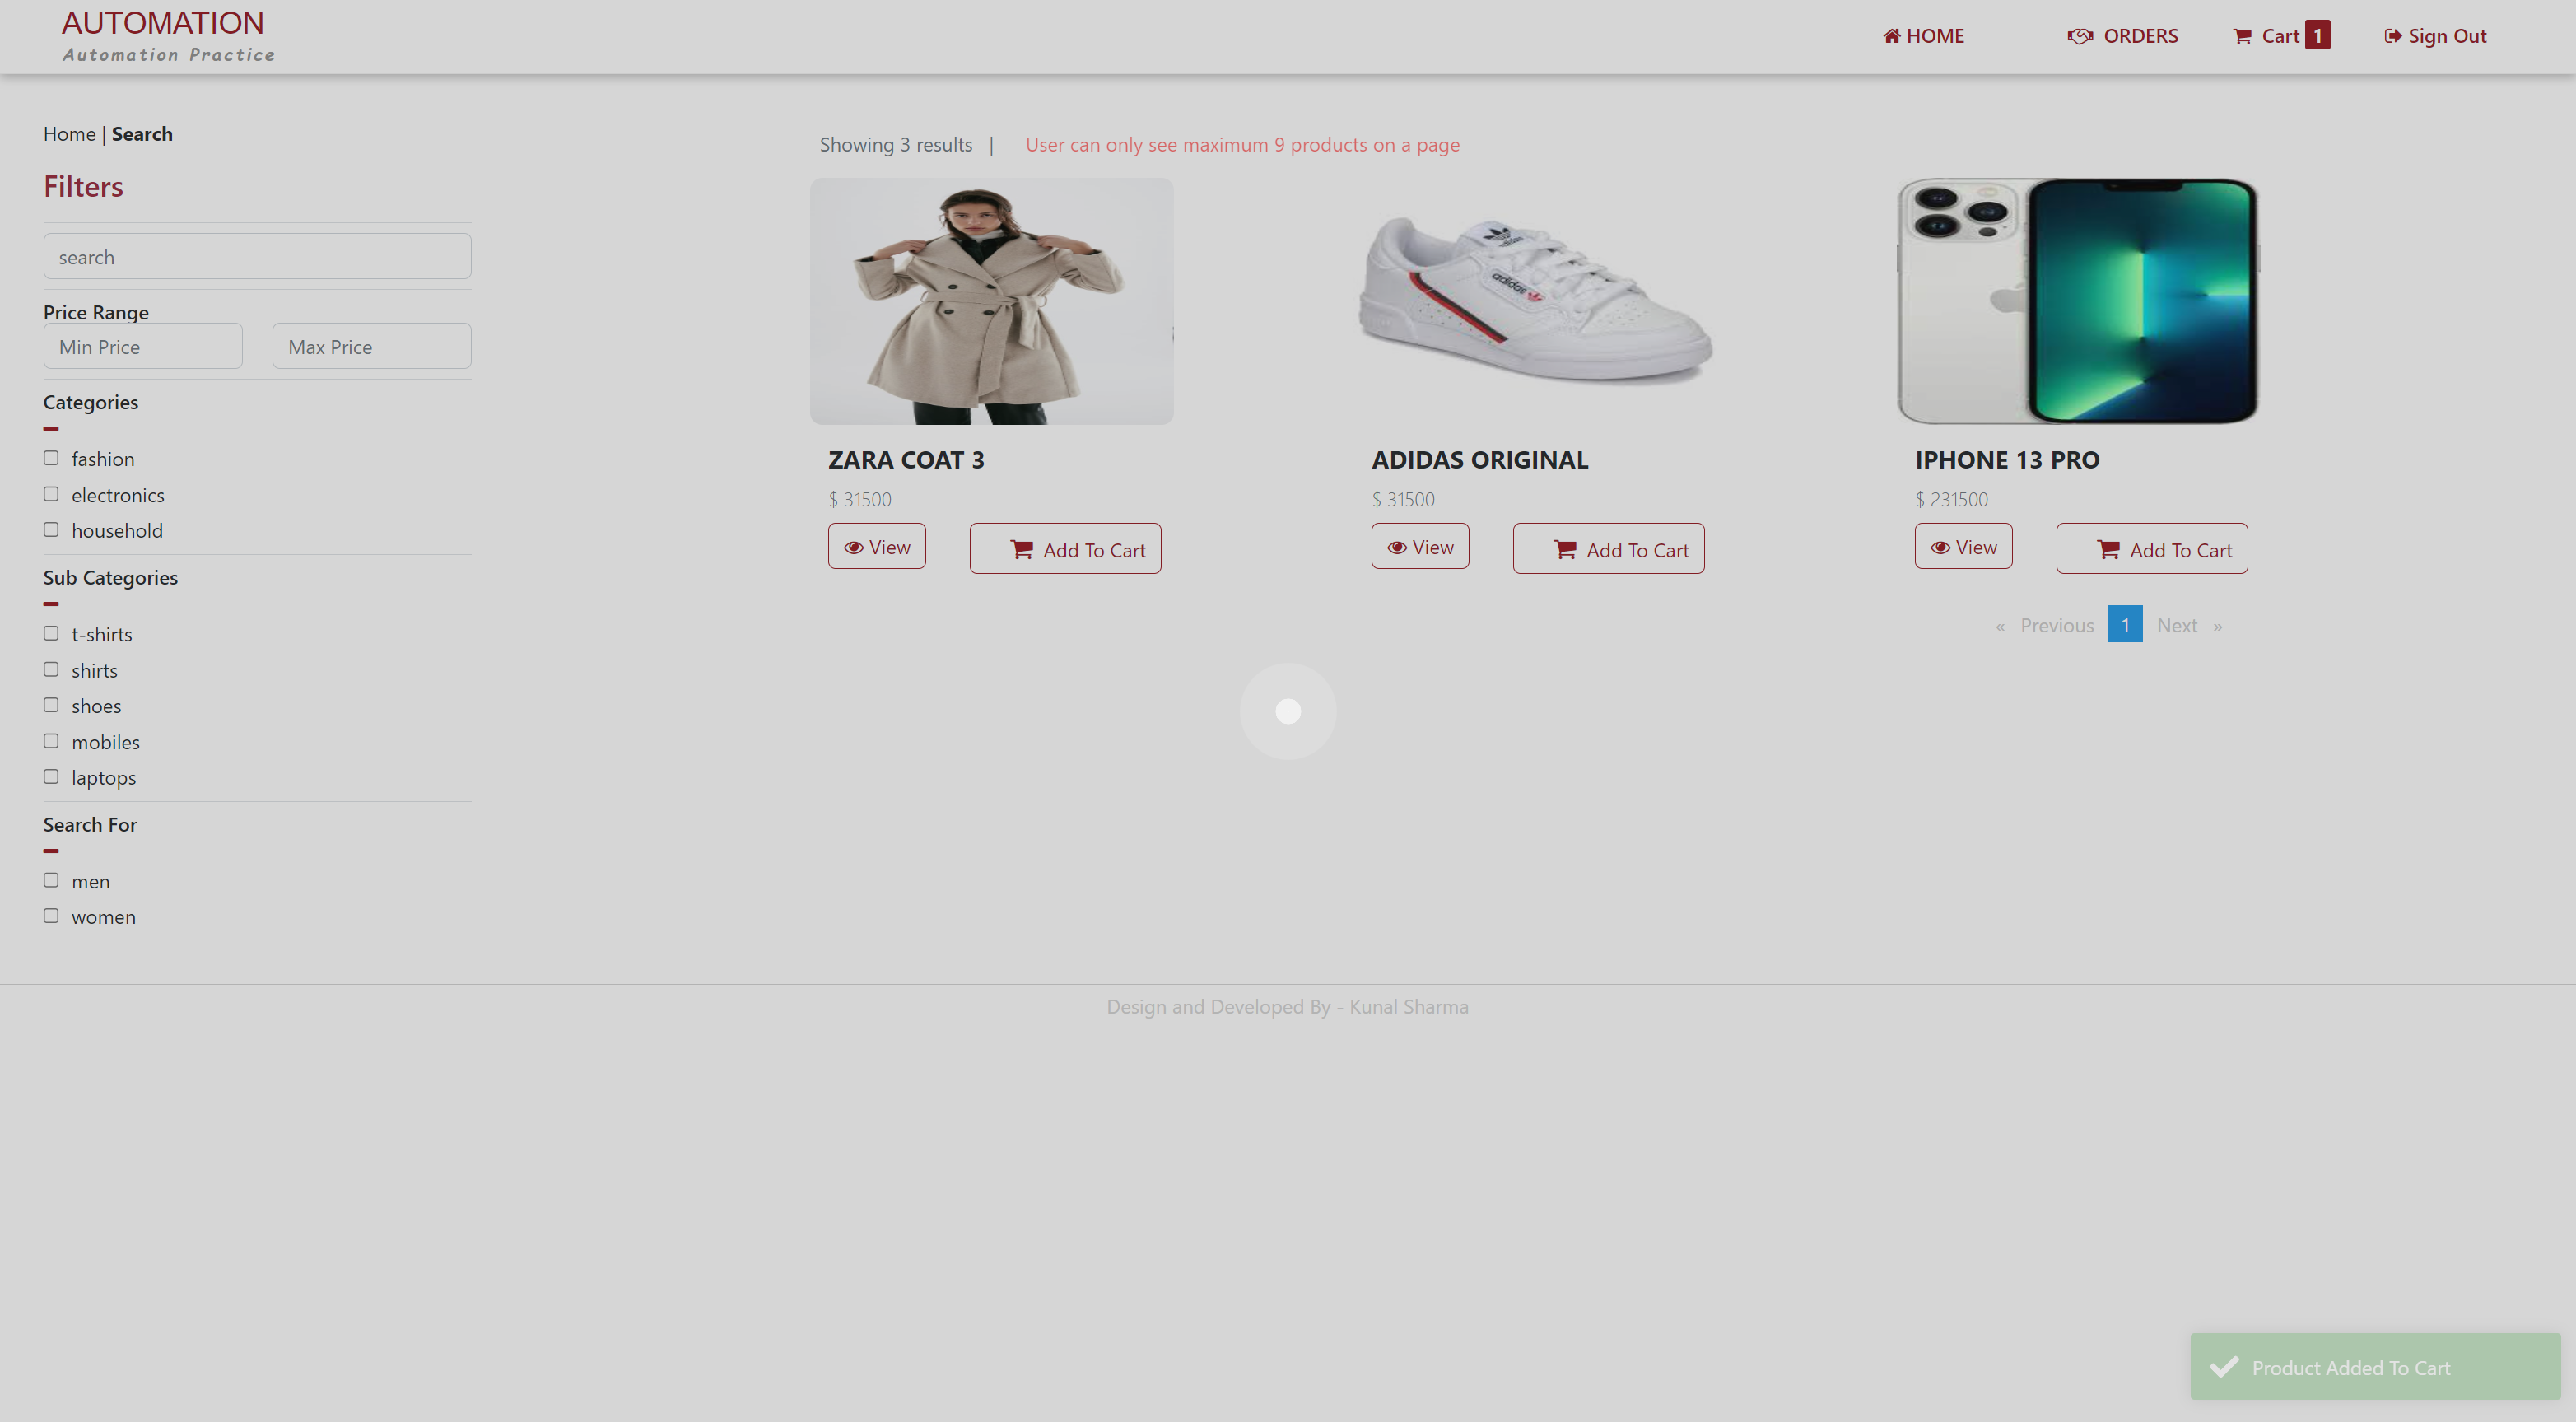 AUTOMATION
Automation Practice
HOME
ORDERS
Cart 1
Sign Out
Home | Search
Filters
search
Price Range
Min Price
Max Price
Categories
fashion
electronics
household
Sub Categories
t-shirts
shirts
shoes
mobiles
laptops
Search For
men
women
Showing 3 results |
User can only see maximum 9 products on a page
adidas
adidas
ZARA COAT 3
$ 31500
View
Add To Cart
ADIDAS ORIGINAL
$ 31500
View
Add To Cart
IPHONE 13 PRO
$ 231500
View
Add To Cart
« Previous 1 Next »
Design and Developed By - Kunal Sharma
Product Added To Cart